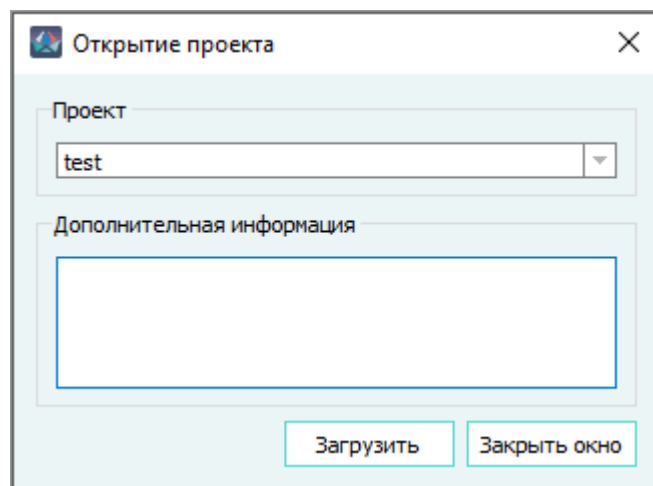 Открытие проекта
Проект
test
Дополнительная информация
Загрузить
Закрыть окно